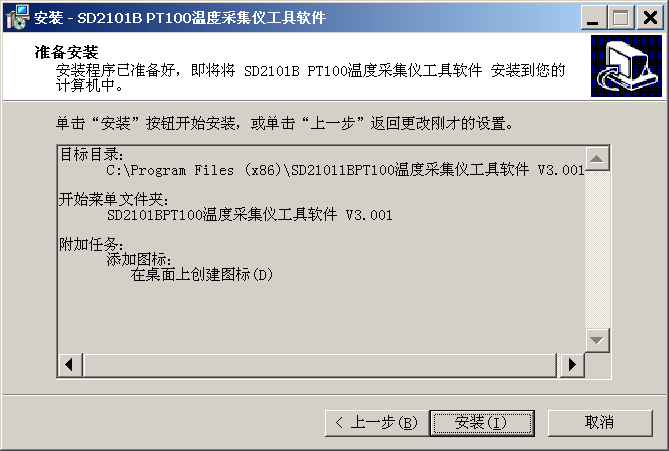 安装 - SD2101B PT100温度采集仪工具软件
准备安装
安装程序已准备好，即将将 SD2101B PT100温度采集仪工具软件 安装到您的
计算机中。
单击“安装”按钮开始安装，或单击“上一步”返回更改刚才的设置。
目标目录:
C:\Program Files (x86)\SD21011BPT100温度采集仪工具软件 V3.001
开始菜单文件夹:
SD2101BPT100温度采集仪工具软件 V3.001
附加任务:
添加图标:
在桌面上创建图标(D)
< 上一步(B) 安装(I) 取消